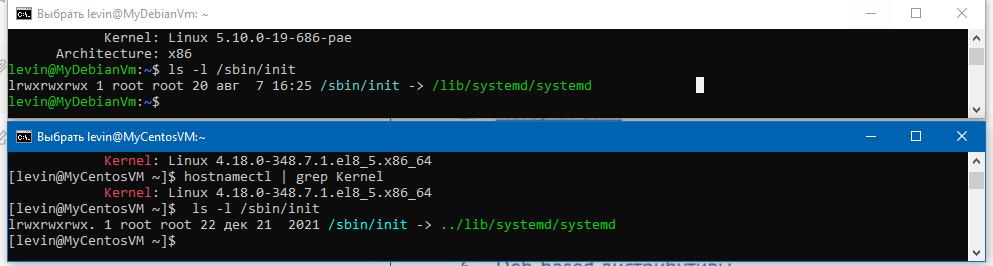 Выбрать levin@MyDebianVm: ~
Kernel: Linux 5.10.0-19-686-pae
Architecture: x86
levin@MyDebianVm:~$ ls -l /sbin/init
lrwxrwxrwx 1 root root 20 авг  7 16:25 /sbin/init -> /lib/systemd/systemd
levin@MyDebianVm:~$
Выбрать levin@MyCentosVM:~
Kernel: Linux 4.18.0-348.7.1.el8_5.x86_64
[levin@MyCentosVM ~]$ hostnamectl | grep Kernel
Kernel: Linux 4.18.0-348.7.1.el8_5.x86_64
[levin@MyCentosVM ~]$  ls -l /sbin/init
lrwxrwxrwx. 1 root root 22 дек 21  2021 /sbin/init -> ../lib/systemd/systemd
[levin@MyCentosVM ~]$